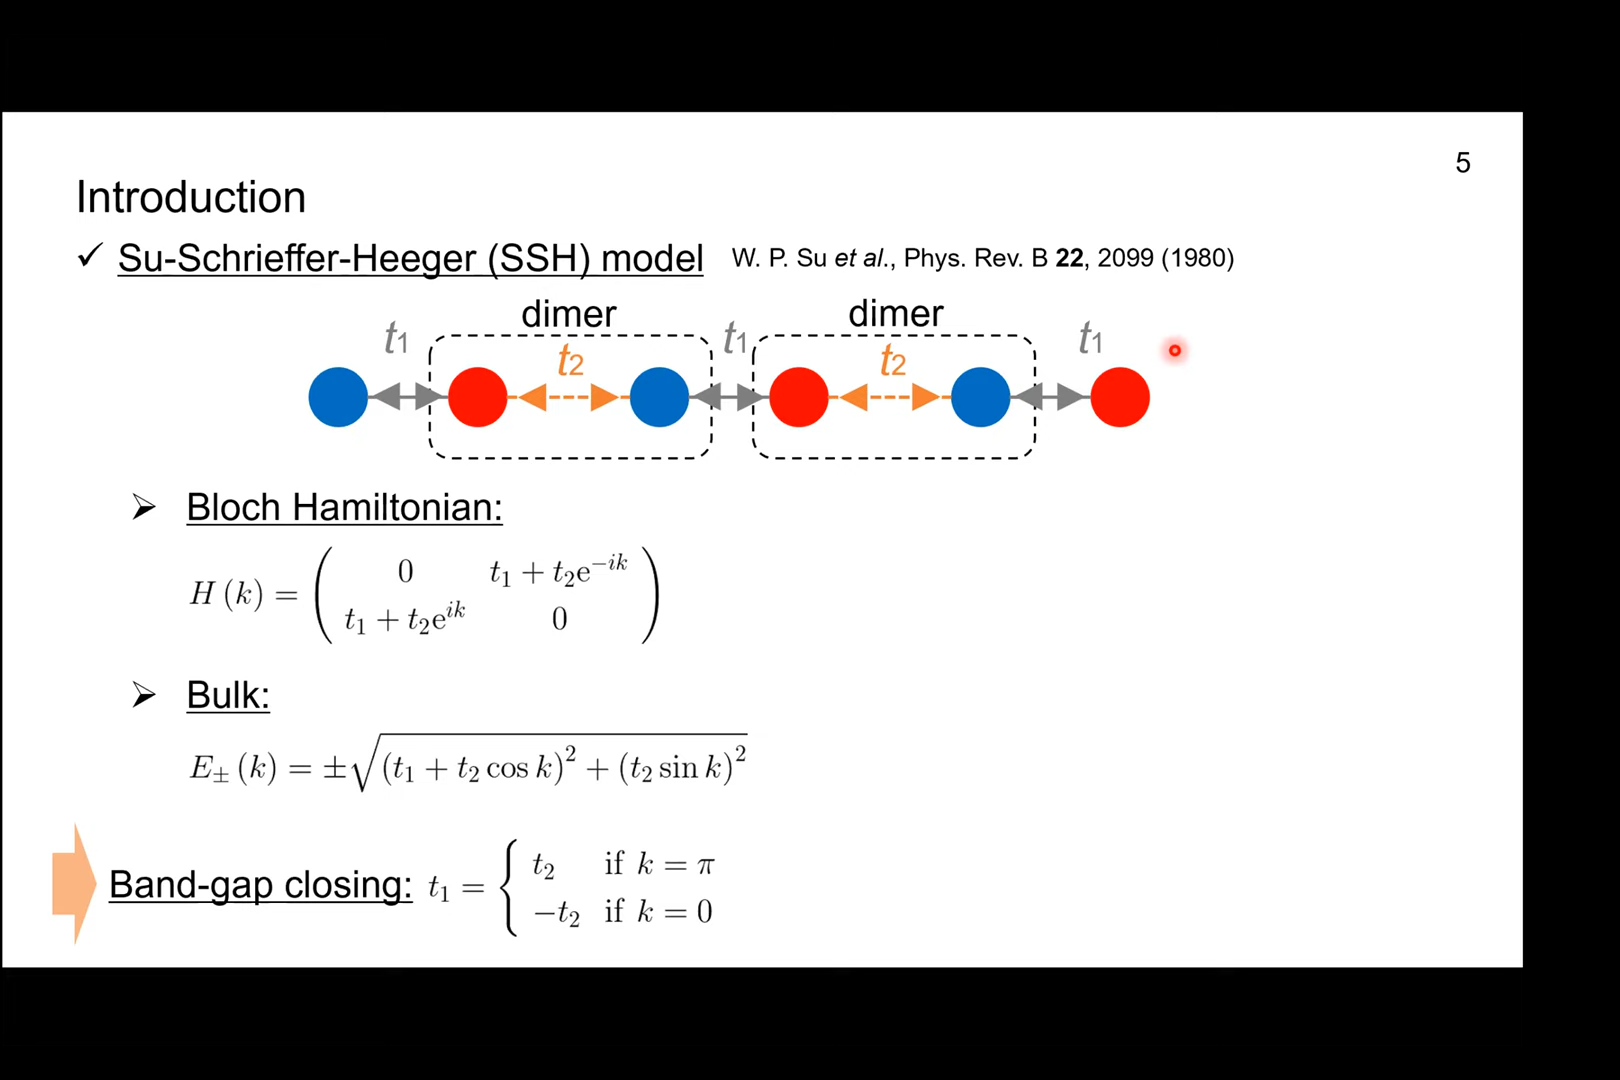 5
Introduction
✓ Su-Schrieffer-Heeger (SSH) model W. P. Su et al., Phys. Rev. B 22, 2099 (1980)
dimer dimer
t1 t2 t1 t2 t1
➢ Bloch Hamiltonian:
H (k) = ( 0 t₁ + t₂e^{−ik}
t₁ + t₂e^{ik} 0 )
➢ Bulk:
E± (k) = ±√((t₁ + t₂ cos k)² + (t₂ sin k)²)
Band-gap closing: t₁ = { t₂ if k = π
−t₂ if k = 0